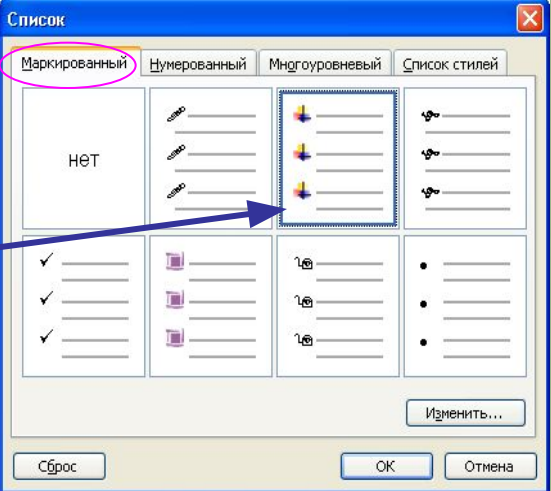 Список
Маркированный Нумерованный Многоуровневый Список стилей
нет
Изменить...
Сброс ОК Отмена